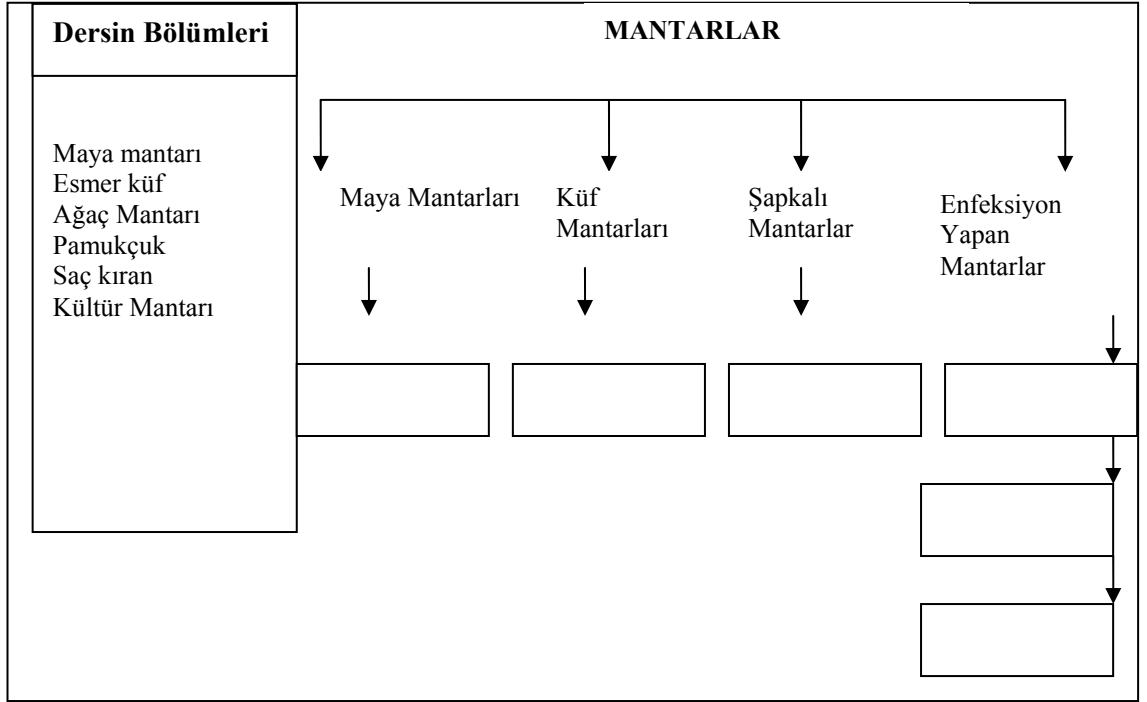 Dersin Bölümleri
MANTARLAR
Maya mantarı
Esmer küf
Ağaç Mantarı
Pamukçuk
Saç kıran
Kültür Mantarı
Maya Mantarları
Küf
Mantarları
Şapkalı
Mantarlar
Enfeksiyon
Yapan
Mantarlar